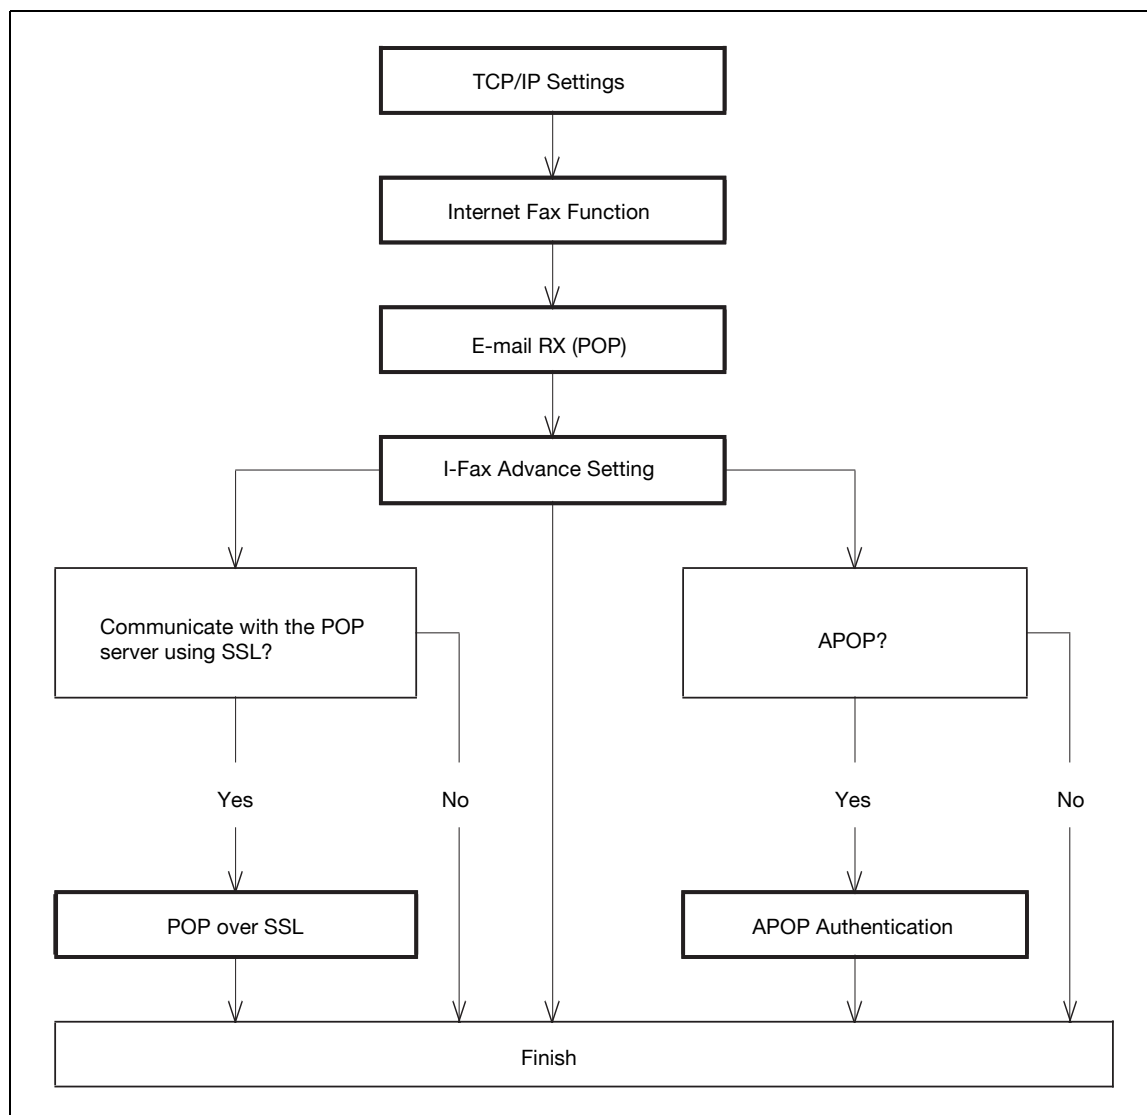 TCP/IP Settings
Internet Fax Function
E-mail RX (POP)
I-Fax Advance Setting
Communicate with the POP
server using SSL?
APOP?
Yes
No
Yes
No
POP over SSL
APOP Authentication
Finish